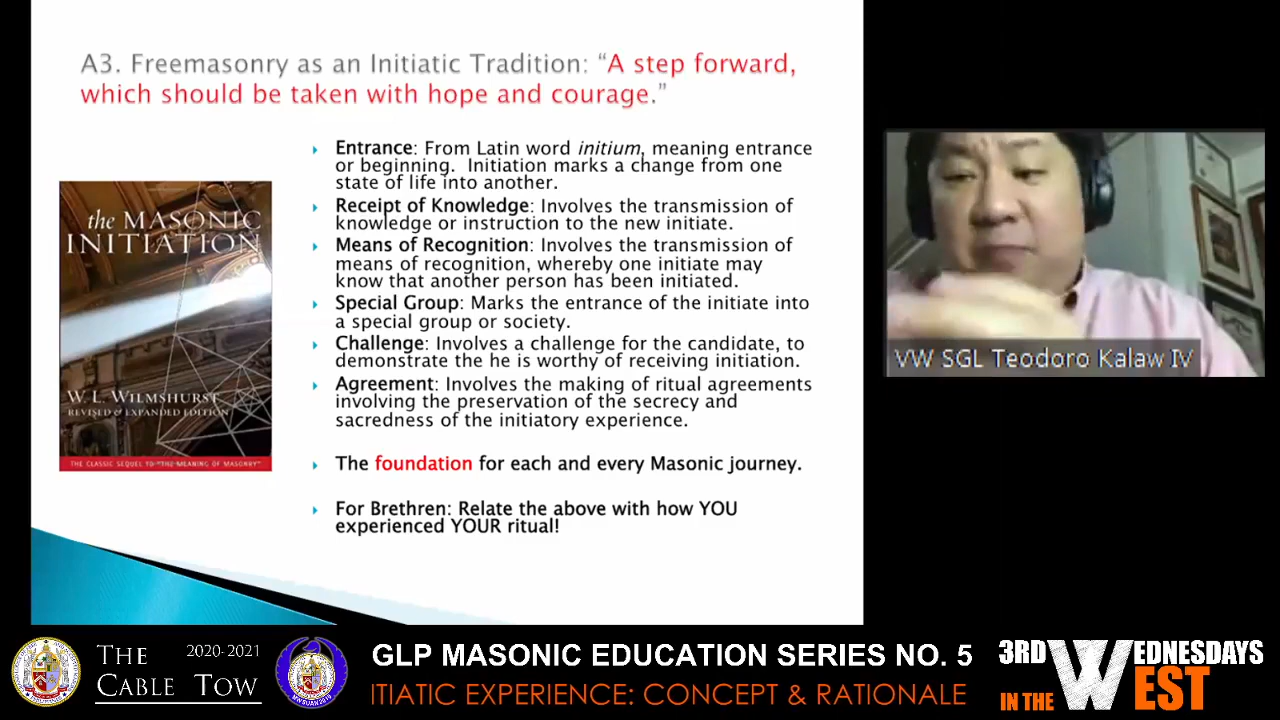 A3. Freemasonry as an Initiatic Tradition: “A step forward,
which should be taken with hope and courage.”
Entrance: From Latin word initium, meaning entrance
or beginning. Initiation marks a change from one
state of life into another.
Receipt of Knowledge: Involves the transmission of
knowledge or instruction to the new initiate.
Means of Recognition: Involves the transmission of
means of recognition, whereby one initiate may
know that another person has been initiated.
Special Group: Marks the entrance of the initiate into
a special group or society.
Challenge: Involves a challenge for the candidate, to
demonstrate the he is worthy of receiving initiation.
Agreement: Involves the making of ritual agreements
involving the preservation of the secrecy and
sacredness of the initiatory experience.
The foundation for each and every Masonic journey.
For Brethren: Relate the above with how YOU
experienced YOUR ritual!
the MASONIC
INITIATION
W. L. WILMSHURST
REVISED & EXPANDED EDITION
THE CLASSIC SEQUEL TO "THE MEANING OF MASONRY"
VW SGL Teodoro Kalaw IV
THE 2020-2021
CABLE TOW
GLP MASONIC EDUCATION SERIES NO. 5
ITIATIC EXPERIENCE: CONCEPT & RATIONALE
3RD WEDNESDAYS
IN THE WEST